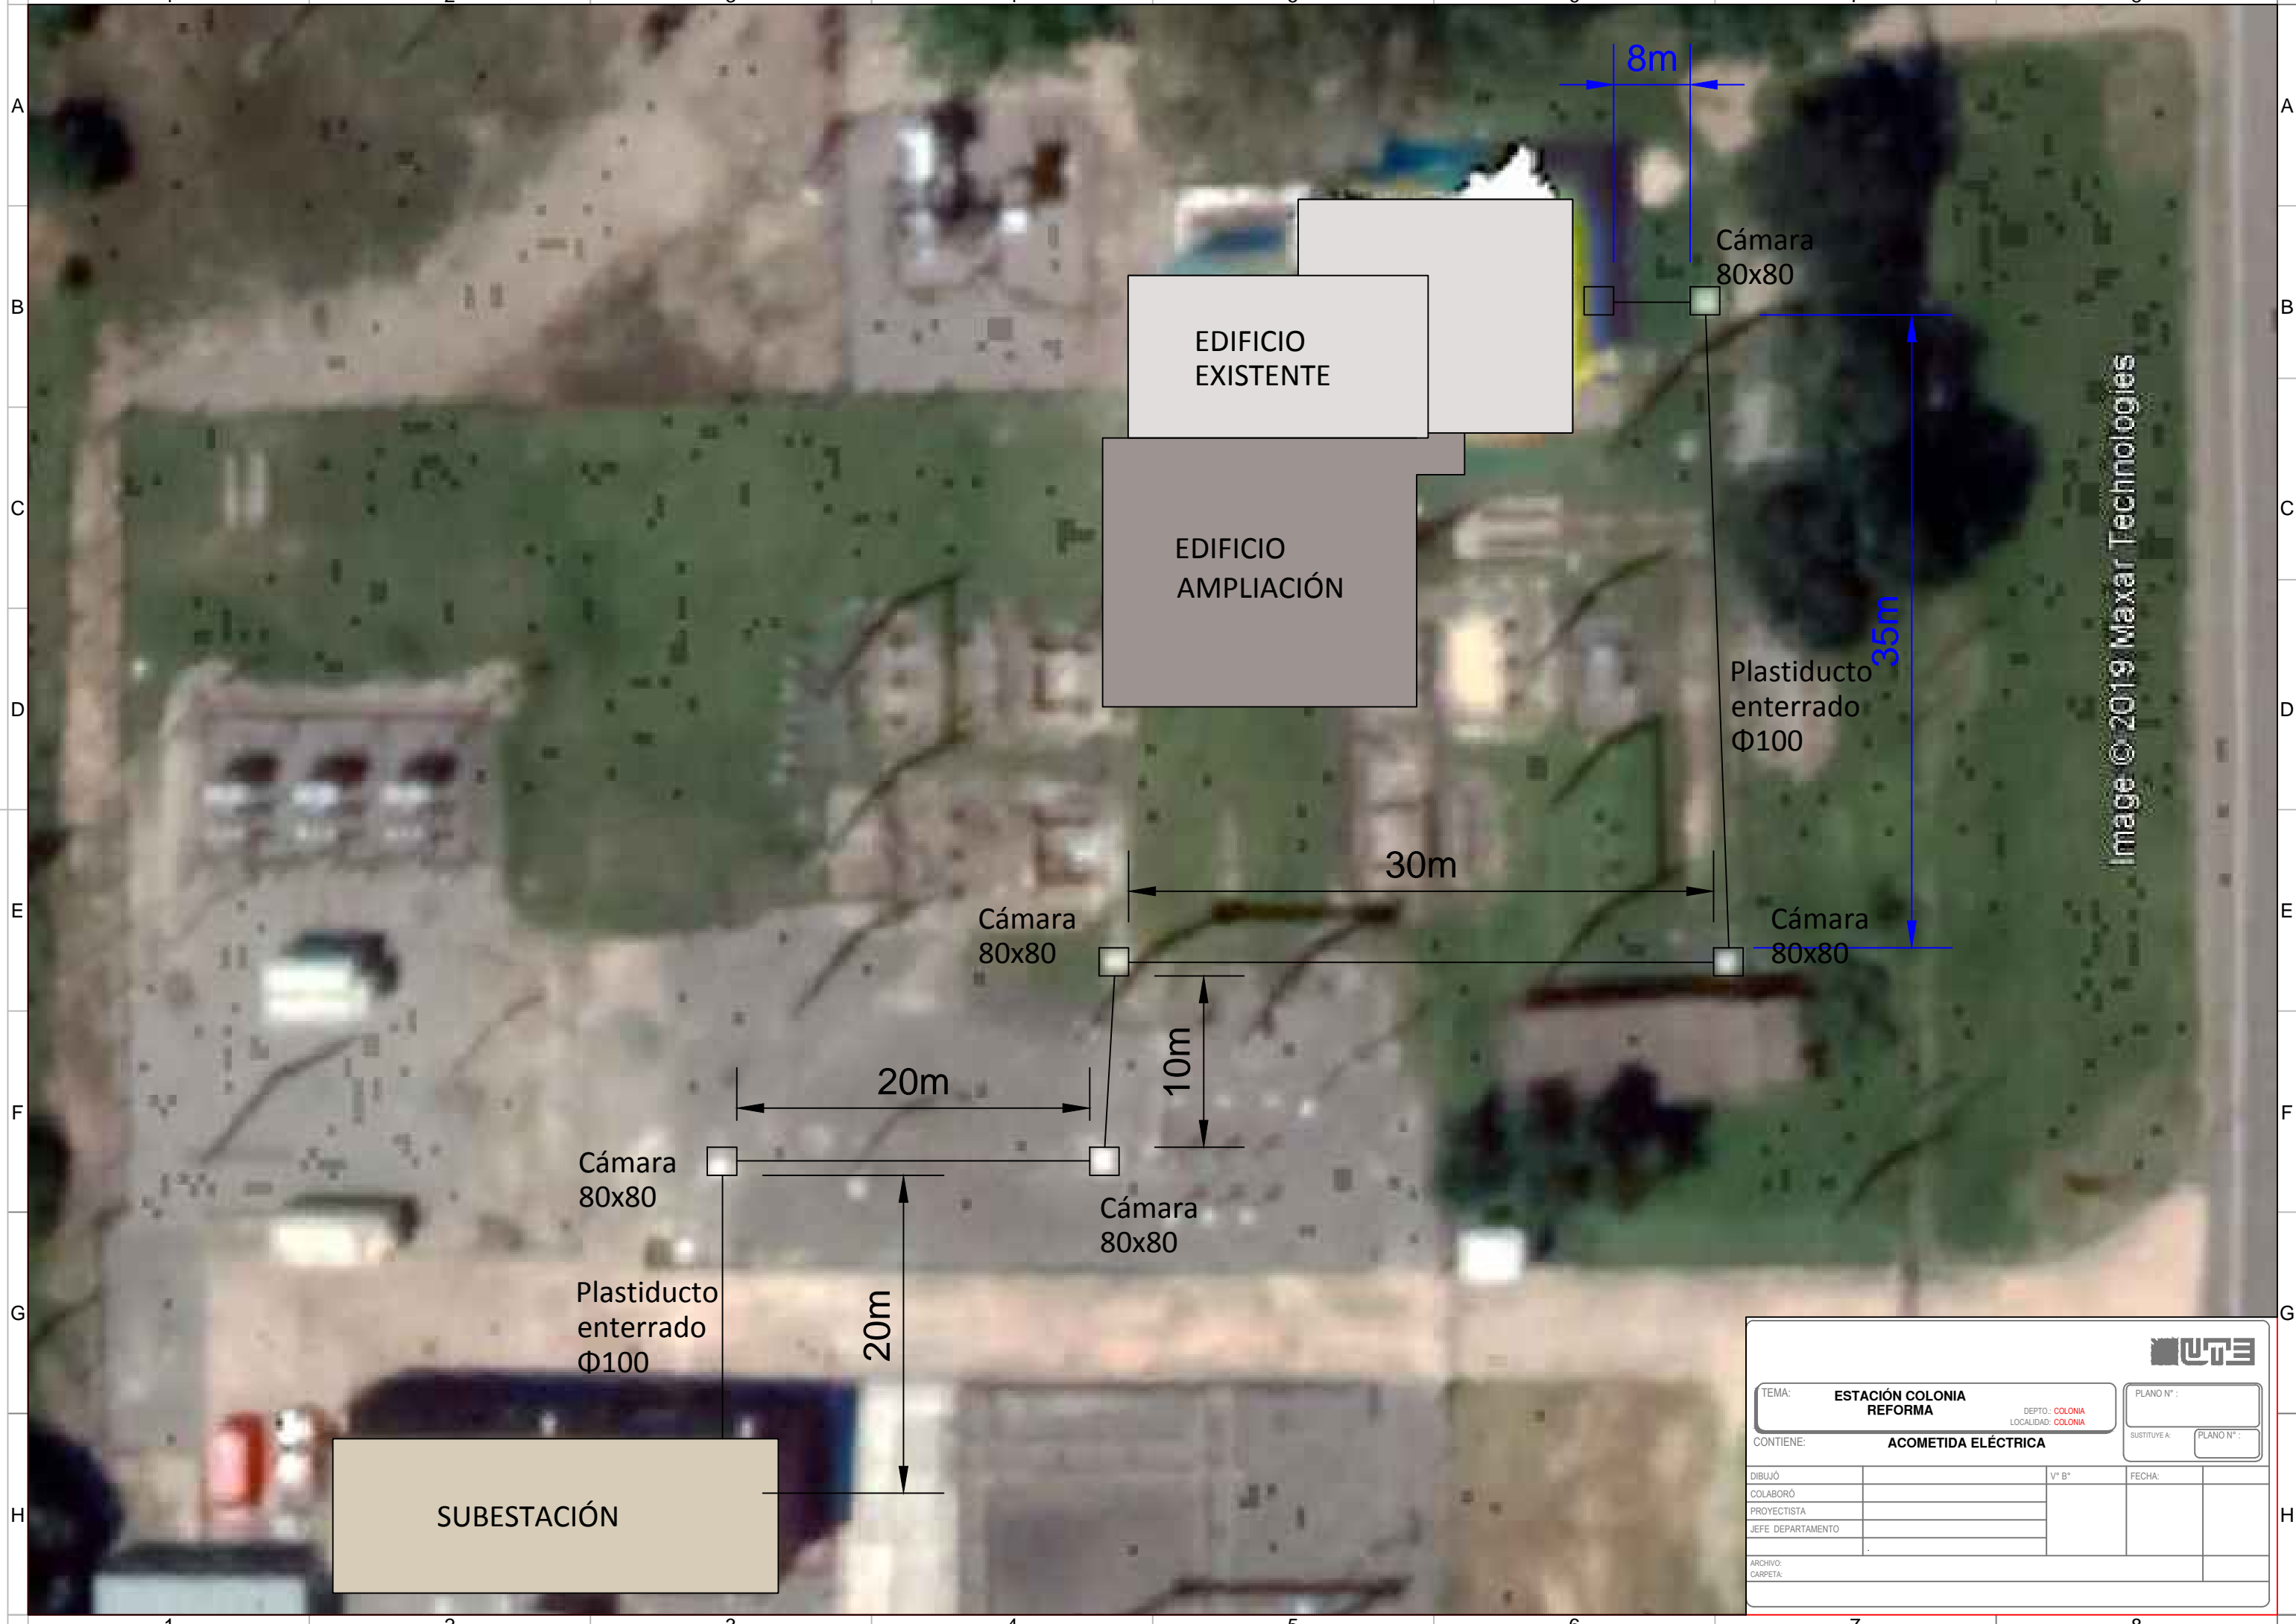 8m
Cámara
80x80
EDIFICIO
EXISTENTE
EDIFICIO
AMPLIACIÓN
35m
Plastiducto
enterrado
Φ100
Image © 2019 Maxar Technologies
30m
Cámara
80x80
Cámara
80x80
10m
20m
Cámara
80x80
Cámara
80x80
Plastiducto
enterrado
Φ100
20m
SUBESTACIÓN
UTE
TEMA:
ESTACIÓN COLONIA
REFORMA
DEPTO.: COLONIA
LOCALIDAD: COLONIA
PLANO N° :
CONTIENE:
ACOMETIDA ELÉCTRICA
SUSTITUYE A:
PLANO N° :
DIBUJÓ
V° B°
FECHA:
COLABORÓ
PROYECTISTA
JEFE DEPARTAMENTO
ARCHIVO:
CARPETA:
A
B
C
D
E
F
G
H
A
B
C
D
E
F
G
H